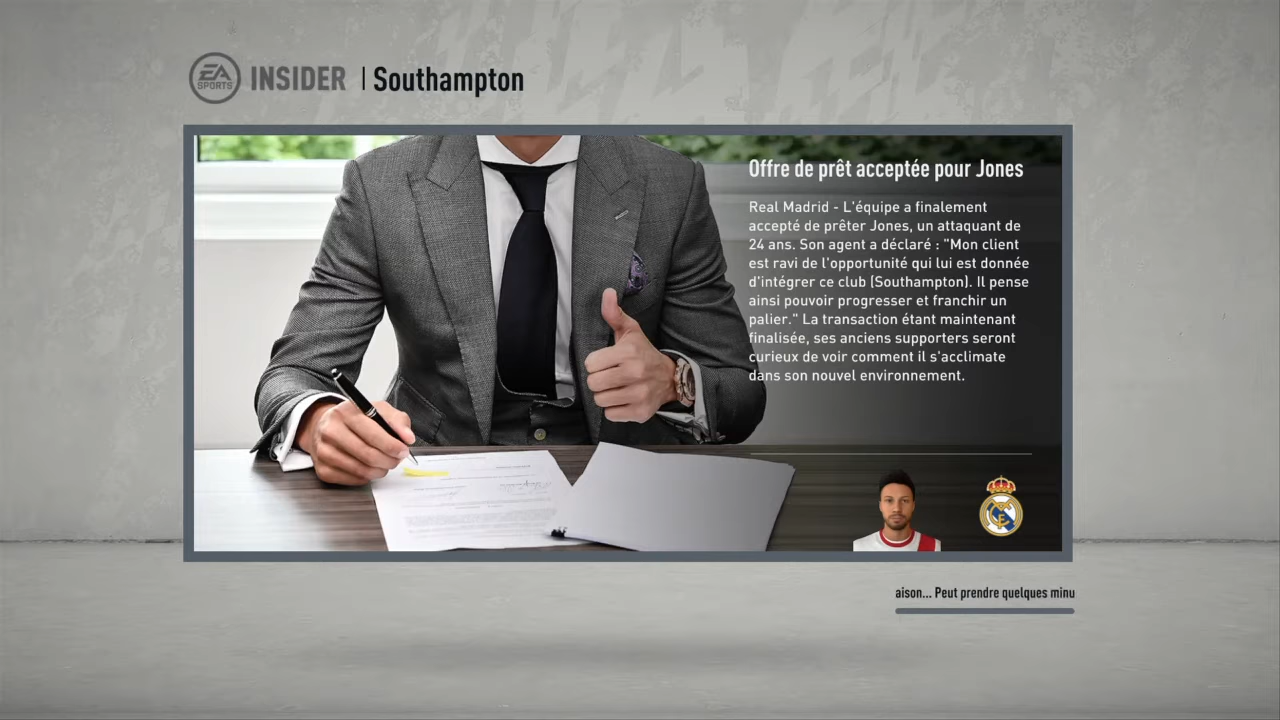 EA
SPORTS
INSIDER | Southampton
Offre de prêt acceptée pour Jones
Real Madrid - L'équipe a finalement
accepté de prêter Jones, un attaquant de
24 ans. Son agent a déclaré : "Mon client
est ravi de l'opportunité qui lui est donnée
d'intégrer ce club (Southampton). Il pense
ainsi pouvoir progresser et franchir un
palier." La transaction étant maintenant
finalisée, ses anciens supporters seront
curieux de voir comment il s'acclimate
dans son nouvel environnement.
aison... Peut prendre quelques minu